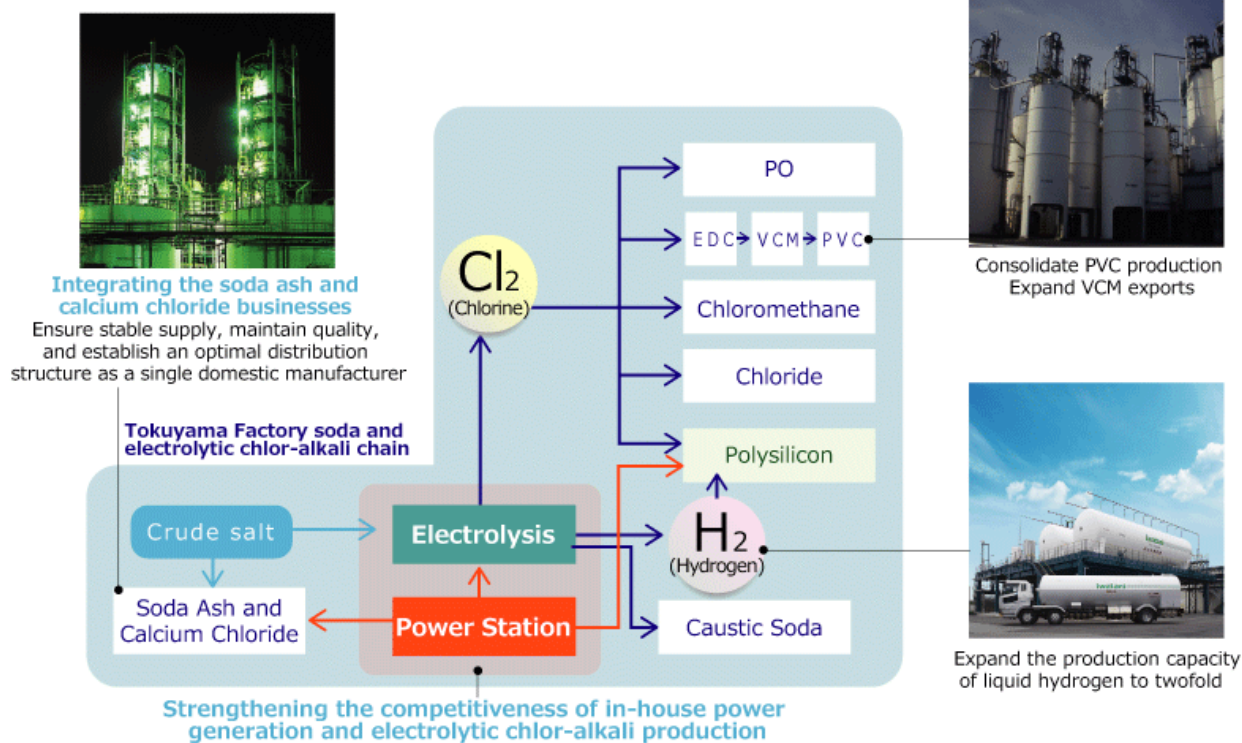 Integrating the soda ash and
calcium chloride businesses
Ensure stable supply, maintain quality,
and establish an optimal distribution
structure as a single domestic manufacturer
Tokuyama Factory soda and
electrolytic chlor-alkali chain
Crude salt
Soda Ash and
Calcium Chloride
Electrolysis
Power Station
Strengthening the competitiveness of in-house power
generation and electrolytic chlor-alkali production
Cl2
(Chlorine)
PO
EDC
VCM
PVC
Chloromethane
Chloride
Polysilicon
H2
(Hydrogen)
Caustic Soda
Consolidate PVC production
Expand VCM exports
Expand the production capacity
of liquid hydrogen to twofold